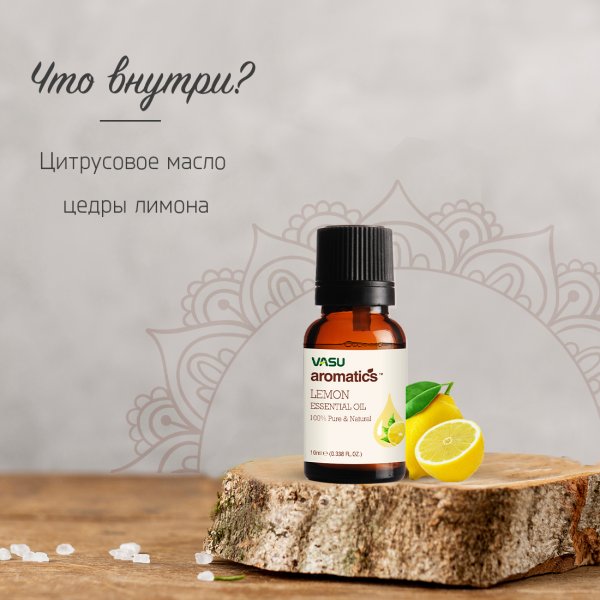 Что внутри?
Цитрусовое масло
цедры лимона
VASU
aromatics™
LEMON
ESSENTIAL OIL
100% Pure & Natural
10ml e (0.338 FL.OZ.)